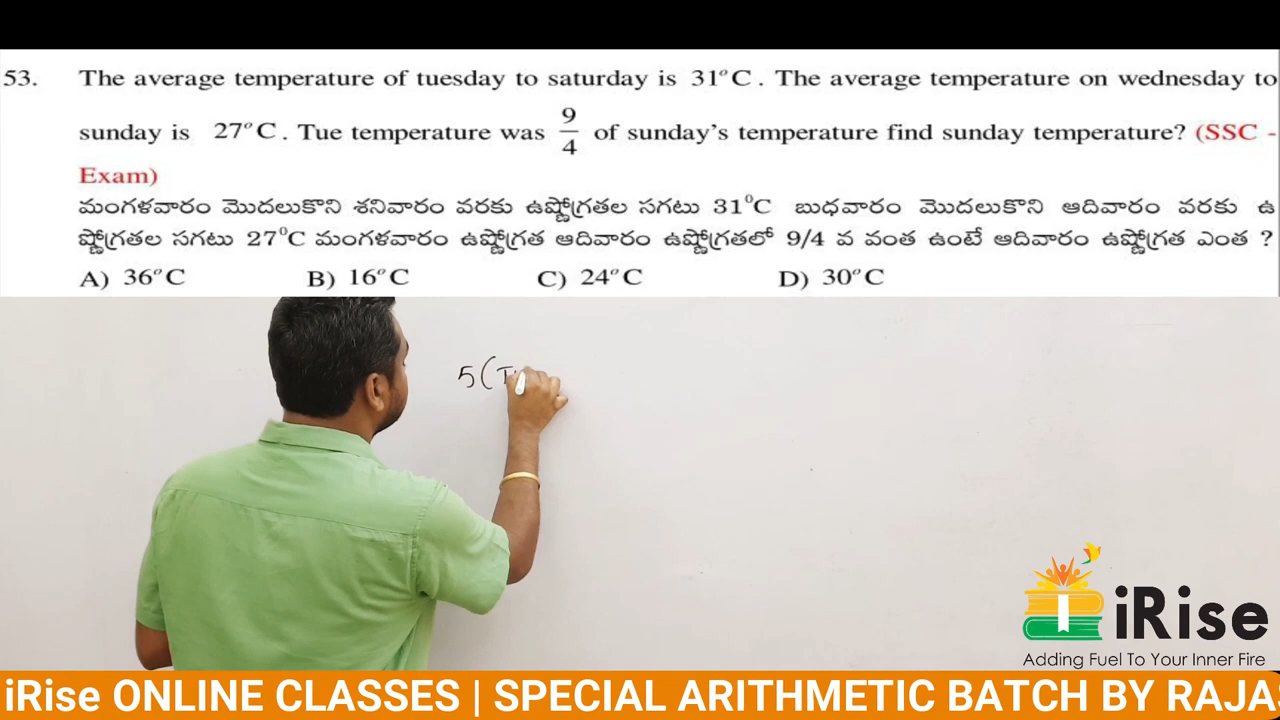 53. The average temperature of tuesday to saturday is 31°C. The average temperature on wednesday to
sunday is 27°C. Tue temperature was 9/4 of sunday's temperature find sunday temperature? (SSC -
Exam)
మంగళవారం మొదలుకొని శనివారం వరకు ఉష్ణోగ్రతల సగటు 31⁰C బుధవారం మొదలుకొని ఆదివారం వరకు ఉ
ష్ణోగ్రతల సగటు 27⁰C మంగళవారం ఉష్ణోగ్రత ఆదివారం ఉష్ణోగ్రతలో 9/4 వ వంత ఉంటే ఆదివారం ఉష్ణోగ్రత ఎంత ?
A) 36°C B) 16°C C) 24°C D) 30°C
5(T
iRise
Adding Fuel To Your Inner Fire
iRise ONLINE CLASSES | SPECIAL ARITHMETIC BATCH BY RAJA